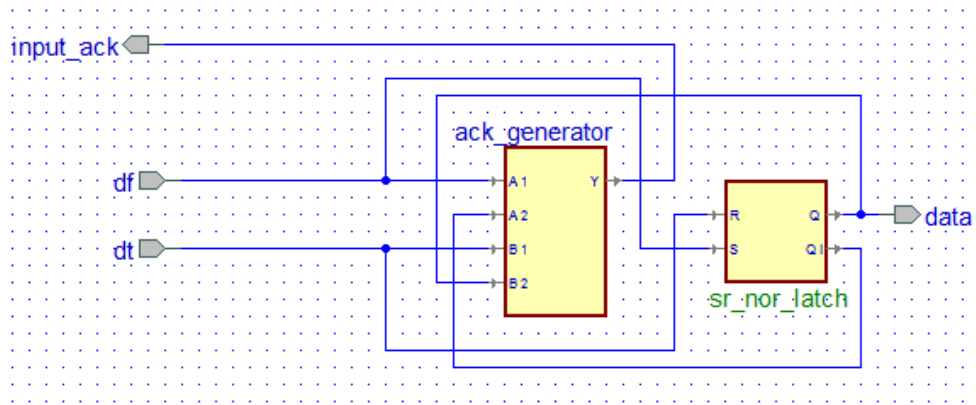 input_ack
ack_generator
df
A1
Y
A2
R
Q
data
dt
B1
S
QI
B2
sr_nor_latch